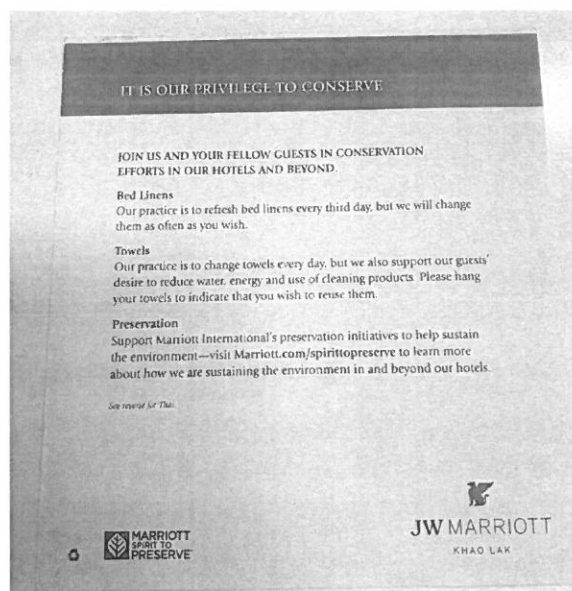 IT IS OUR PRIVILEGE TO CONSERVE
JOIN US AND YOUR FELLOW GUESTS IN CONSERVATION
EFFORTS IN OUR HOTELS AND BEYOND.
Bed Linens
Our practice is to refresh bed linens every third day, but we will change
them as often as you wish.
Towels
Our practice is to change towels every day, but we also support our guests'
desire to reduce water, energy and use of cleaning products. Please hang
your towels to indicate that you wish to reuse them.
Preservation
Support Marriott International's preservation initiatives to help sustain
the environment—visit Marriott.com/spirittopreserve to learn more
about how we are sustaining the environment in and beyond our hotels.
See reverse for Thai.
MARRIOTT
SPIRIT TO
PRESERVE
JW MARRIOTT
KHAO LAK